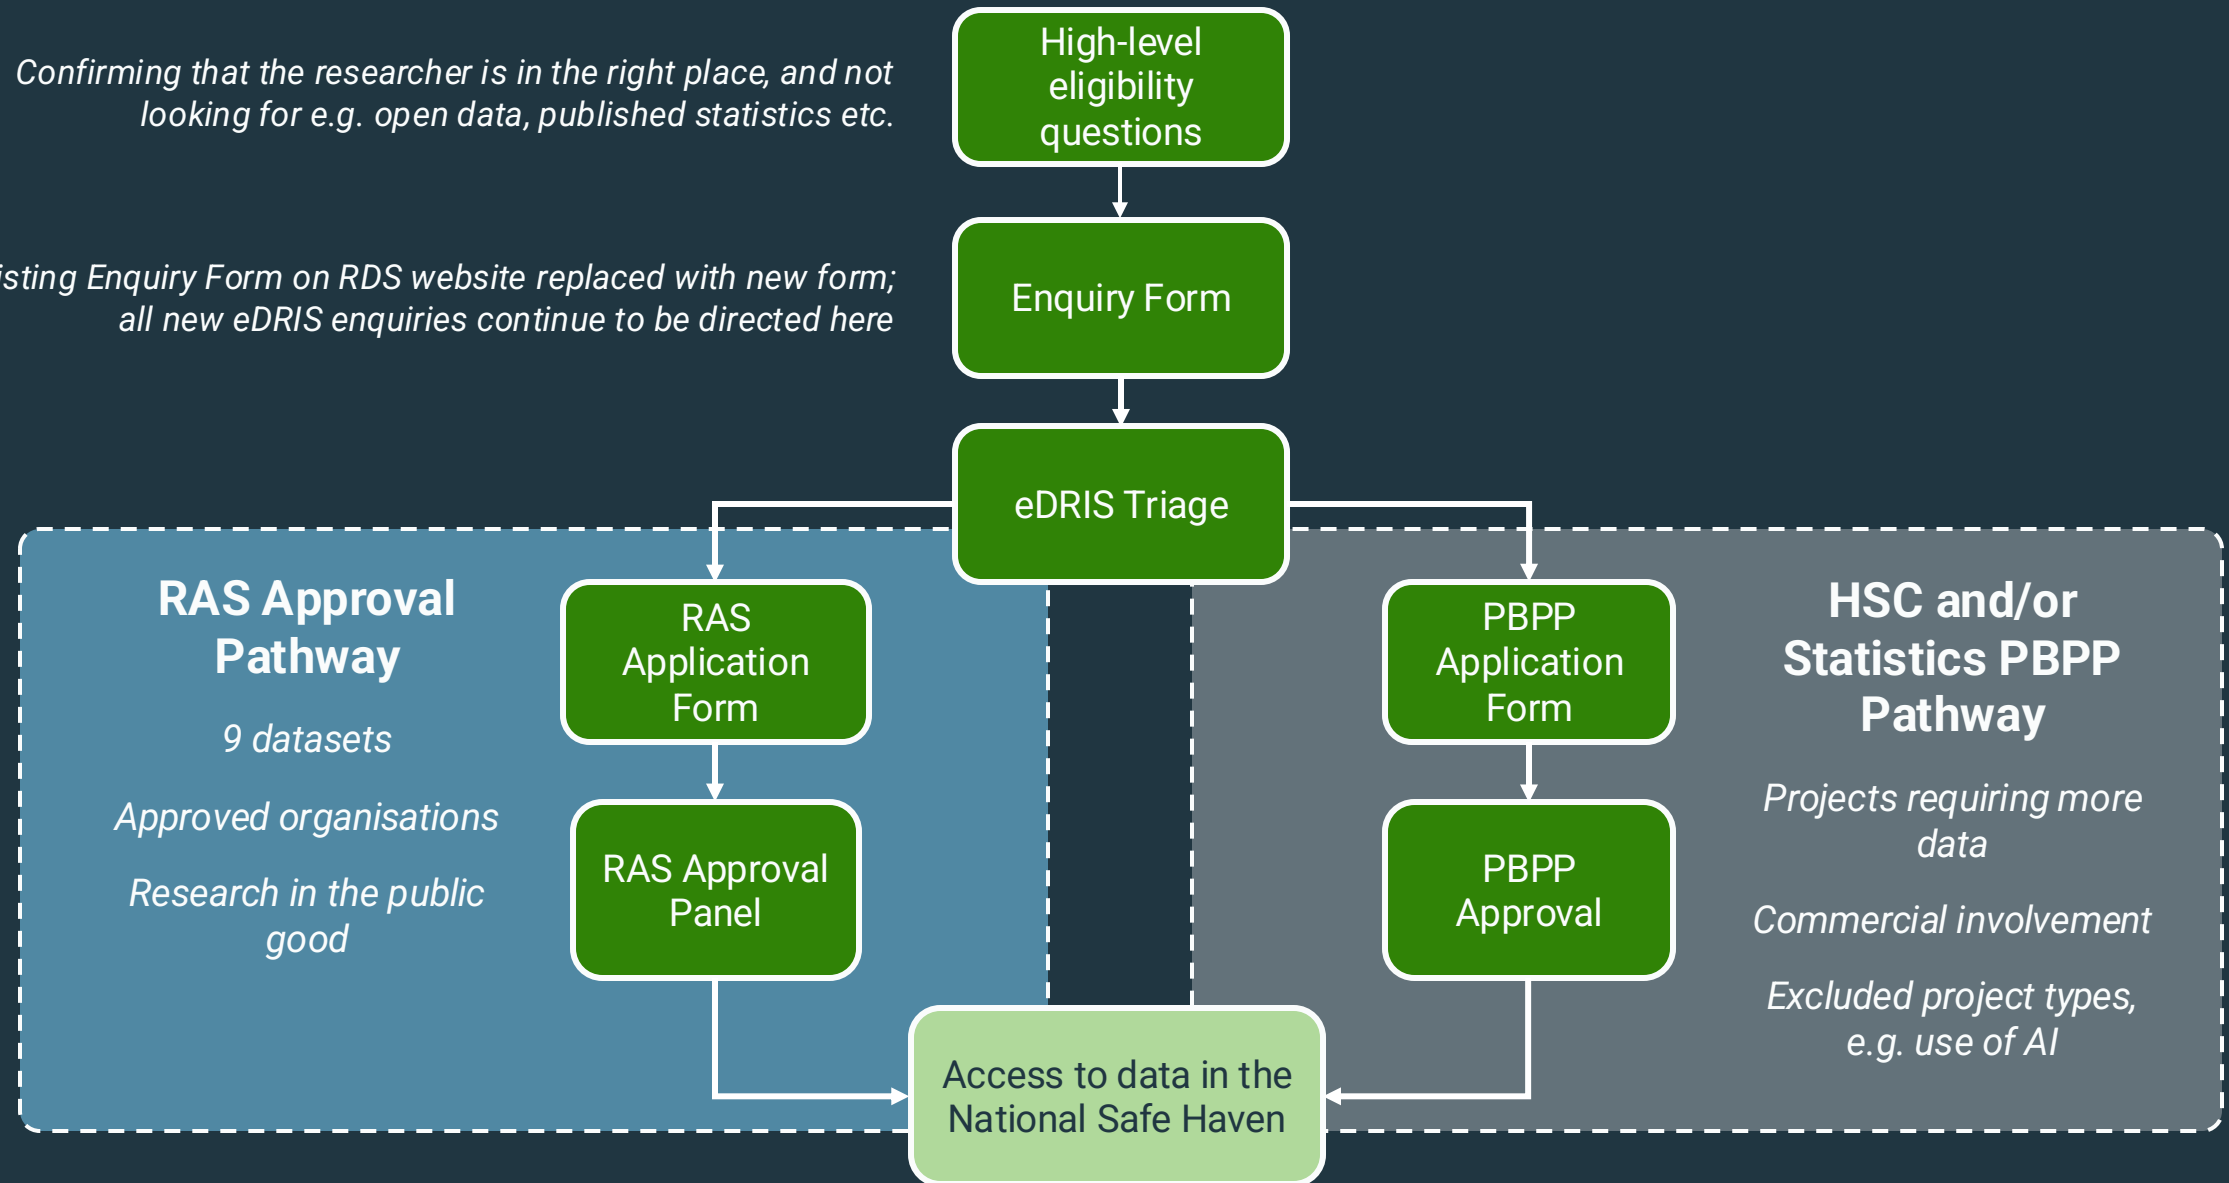 High-level
eligibility
questions
Confirming that the researcher is in the right place, and not
looking for e.g. open data, published statistics etc.
Enquiry Form on RDS website replaced with new form;
all new eDRIS enquiries continue to be directed here
Enquiry Form
eDRIS Triage
RAS Approval
Pathway
9 datasets
Approved organisations
Research in the public
good
RAS
Application
Form
RAS Approval
Panel
PBPP
Application
Form
PBPP
Approval
HSC and/or
Statistics PBPP
Pathway
Projects requiring more
data
Commercial involvement
Excluded project types,
e.g. use of AI
Access to data in the
National Safe Haven